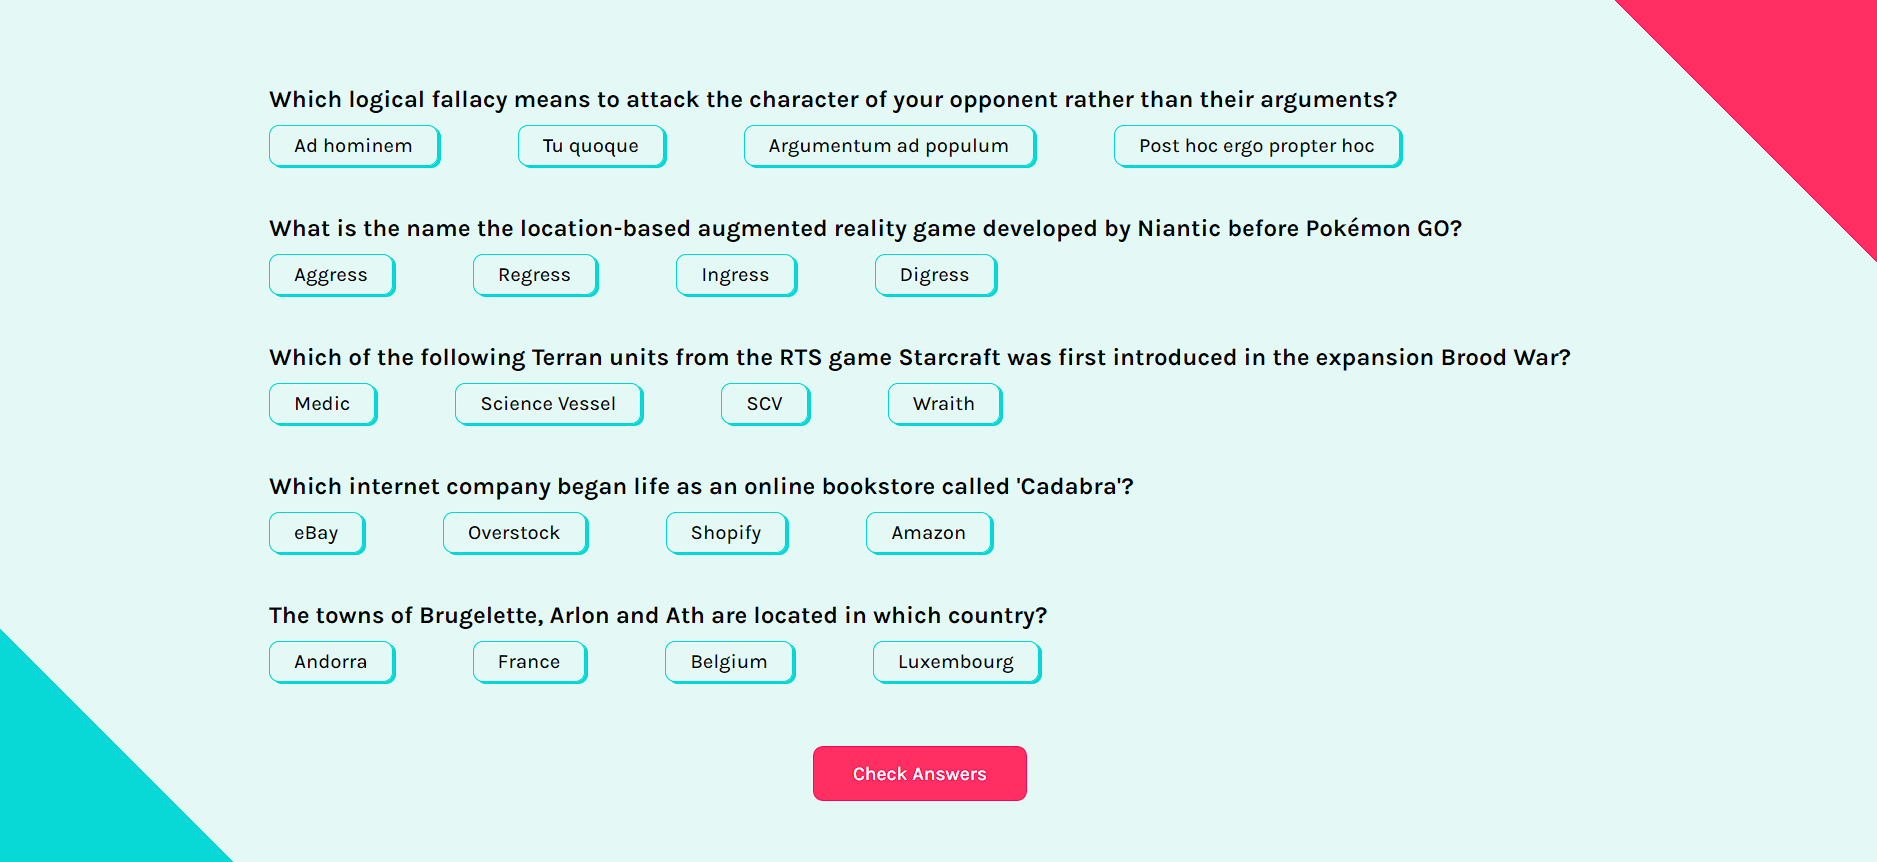 Which logical fallacy means to attack the character of your opponent rather than their arguments?
Ad hominem Tu quoque Argumentum ad populum Post hoc ergo propter hoc
What is the name the location-based augmented reality game developed by Niantic before Pokémon GO?
Aggress Regress Ingress Digress
Which of the following Terran units from the RTS game Starcraft was first introduced in the expansion Brood War?
Medic Science Vessel SCV Wraith
Which internet company began life as an online bookstore called 'Cadabra'?
eBay Overstock Shopify Amazon
The towns of Brugelette, Arlon and Ath are located in which country?
Andorra France Belgium Luxembourg
Check Answers